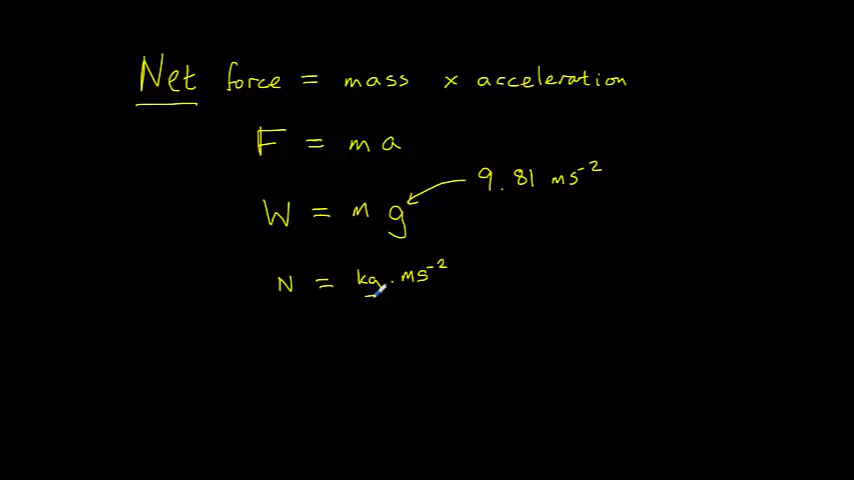 Net force = mass x acceleration
F = ma
9.81 ms⁻²
W = mg
N = kg.ms⁻²